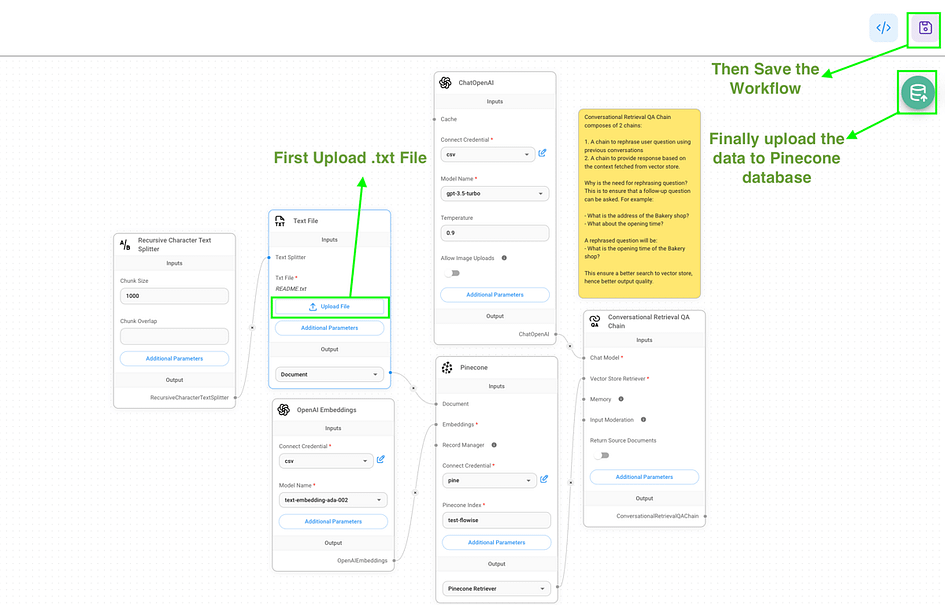 </>
Then Save the
Workflow
Finally upload the
data to Pinecone
database
First Upload .txt File
A/B
Recursive Character Text
Splitter
Inputs
Chunk Size
1000
Chunk Overlap
Additional Parameters
Output
RecursiveCharacterTextSplitter
TXT
Text File
Inputs
Text Splitter
Txt File *
README.txt
Upload File
Additional Parameters
Output
Document
OpenAI Embeddings
Inputs
Connect Credential *
csv
Model Name *
text-embedding-ada-002
Additional Parameters
Output
OpenAIEmbeddings
ChatOpenAI
Inputs
Cache
Connect Credential *
csv
Model Name *
gpt-3.5-turbo
Temperature
0.9
Allow Image Uploads
Additional Parameters
Output
ChatOpenAI
Pinecone
Inputs
Document
Embeddings *
Record Manager
Connect Credential *
pine
Pinecone Index *
test-flowise
Additional Parameters
Output
Pinecone Retriever
Conversational Retrieval QA Chain
composes of 2 chains:
1. A chain to rephrase user question using
previous conversations
2. A chain to provide response based on
the context fetched from vector store.
Why is the need for rephrasing question?
This is to ensure that a follow-up question
can be asked. For example:
- What is the address of the Bakery shop?
- What about the opening time?
A rephrased question will be:
- What is the opening time of the Bakery
shop?
This ensure a better search to vector store,
hence better output quality.
QA
Conversational Retrieval QA
Chain
Inputs
Chat Model *
Vector Store Retriever *
Memory
Input Moderation
Return Source Documents
Additional Parameters
Output
ConversationalRetrievalQAChain